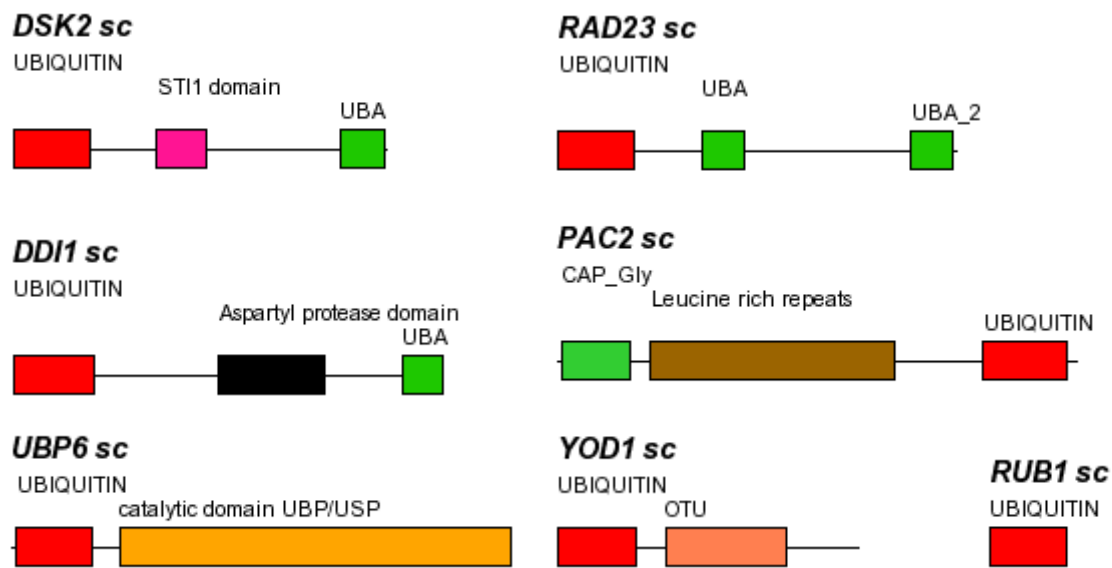 DSK2 sc
UBIQUITIN
STI1 domain
UBA
RAD23 sc
UBIQUITIN
UBA
UBA_2
DDI1 sc
UBIQUITIN
Aspartyl protease domain
UBA
PAC2 sc
CAP_Gly
Leucine rich repeats
UBIQUITIN
UBP6 sc
UBIQUITIN
catalytic domain UBP/USP
YOD1 sc
UBIQUITIN
OTU
RUB1 sc
UBIQUITIN